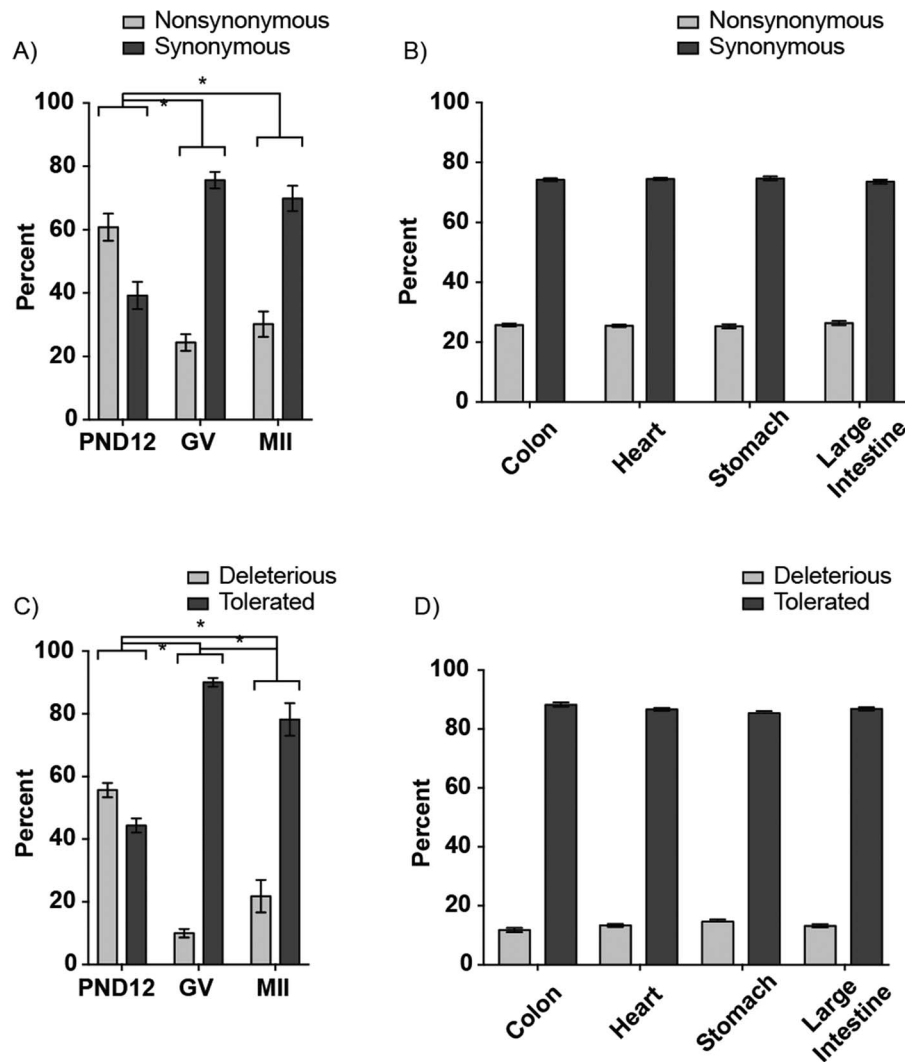 Nonsynonymous
Synonymous
A)
*
*
100
80
60
40
20
0
Percent
PND12 GV MII
Nonsynonymous
Synonymous
B)
100
80
60
40
20
0
Percent
Colon
Heart
Stomach
Large
Intestine
Deleterious
Tolerated
C)
*
* *
100
80
60
40
20
0
Percent
PND12 GV MII
Deleterious
Tolerated
D)
100
80
60
40
20
0
Percent
Colon
Heart
Stomach
Large
Intestine